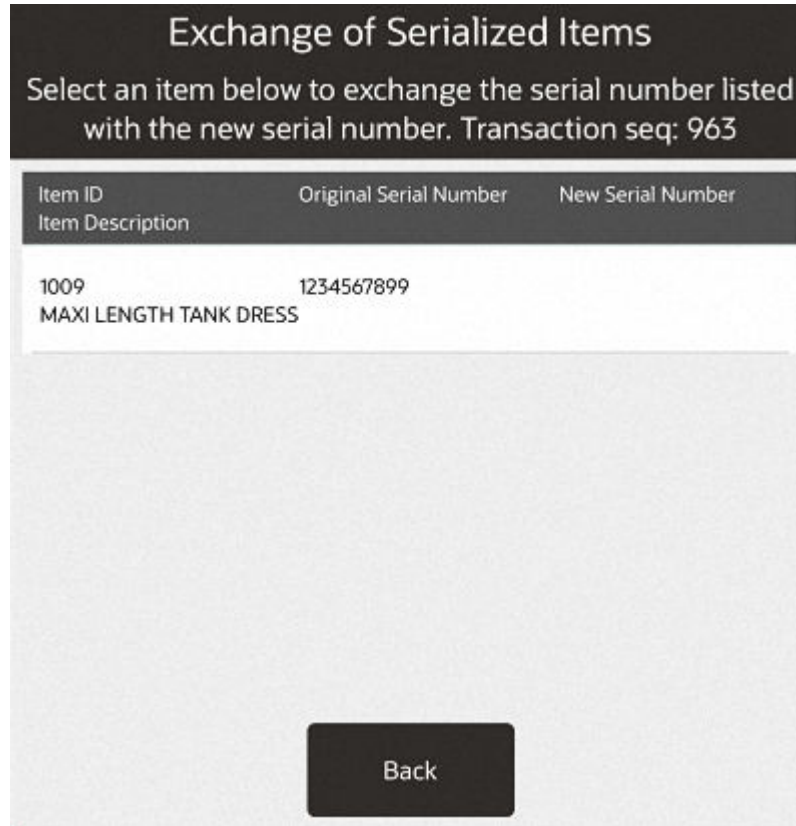 Exchange of Serialized Items
Select an item below to exchange the serial number listed
with the new serial number. Transaction seq: 963
Item ID Original Serial Number New Serial Number
Item Description
1009 1234567899
MAXI LENGTH TANK DRESS
Back